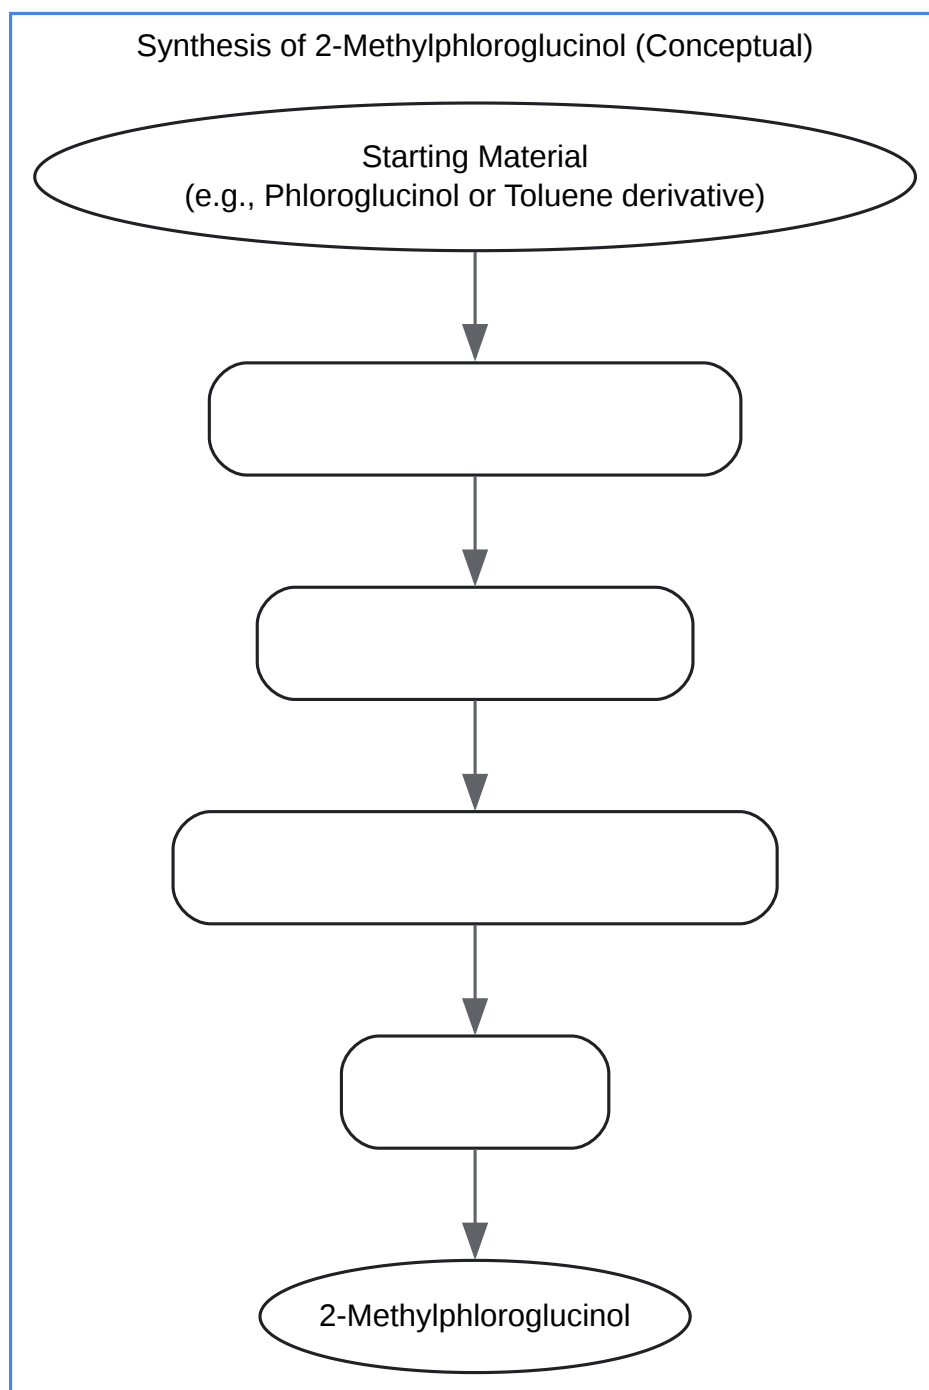 Synthesis of 2-Methylphloroglucinol (Conceptual)
Starting Material
(e.g., Phloroglucinol or Toluene derivative)
2-Methylphloroglucinol